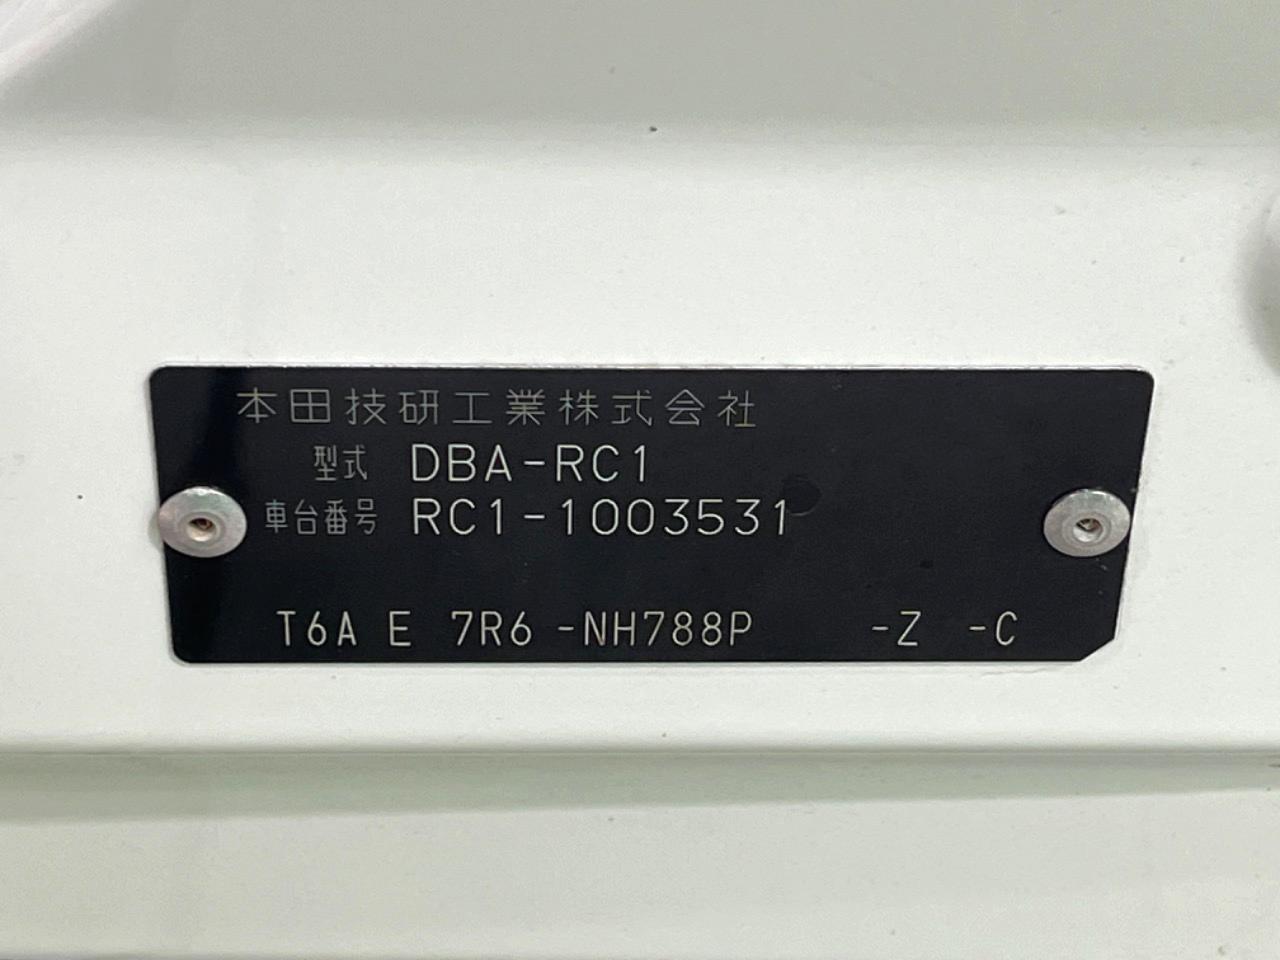 本田技研工業株式会社
型式 DBA-RC1
車台番号 RC1-1003531
T6A E 7R6 -NH788P -Z -C